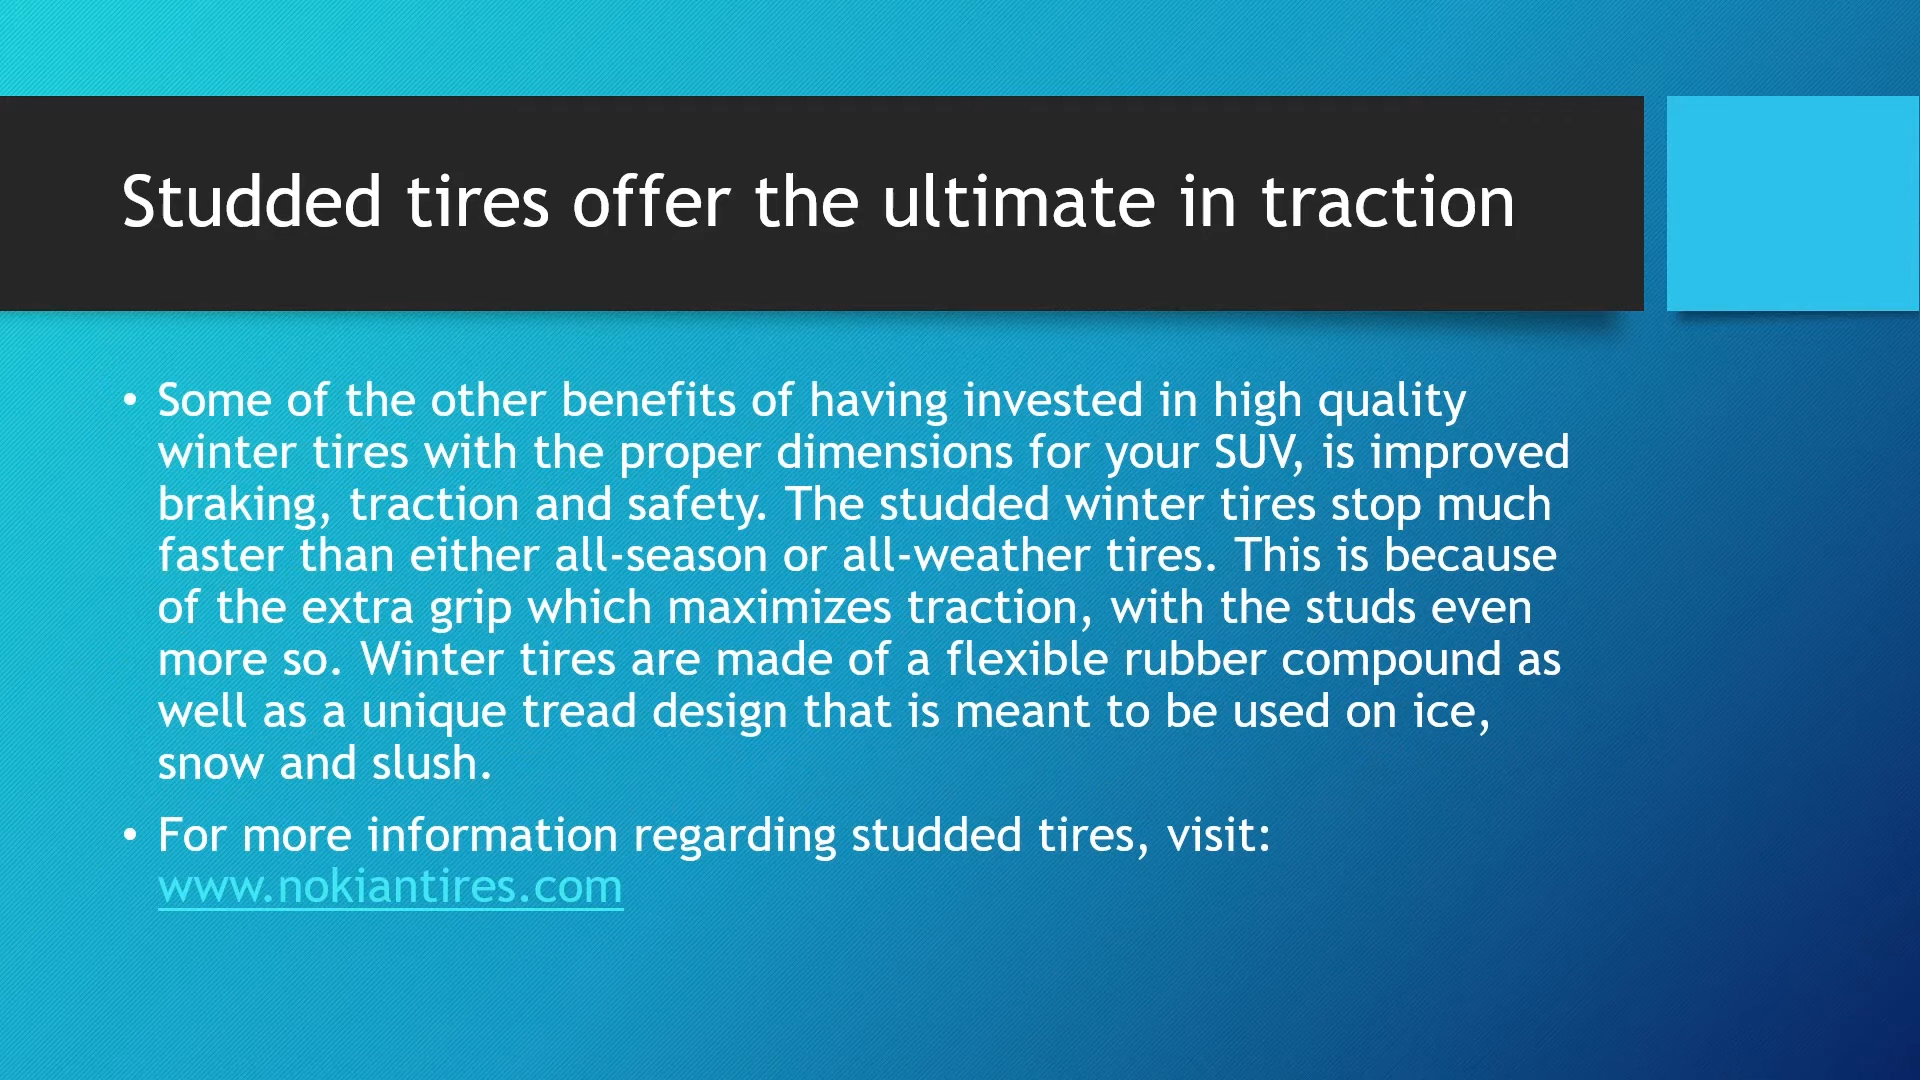 Studded tires offer the ultimate in traction
• Some of the other benefits of having invested in high quality
winter tires with the proper dimensions for your SUV, is improved
braking, traction and safety. The studded winter tires stop much
faster than either all-season or all-weather tires. This is because
of the extra grip which maximizes traction, with the studs even
more so. Winter tires are made of a flexible rubber compound as
well as a unique tread design that is meant to be used on ice,
snow and slush.
• For more information regarding studded tires, visit:
www.nokiantires.com